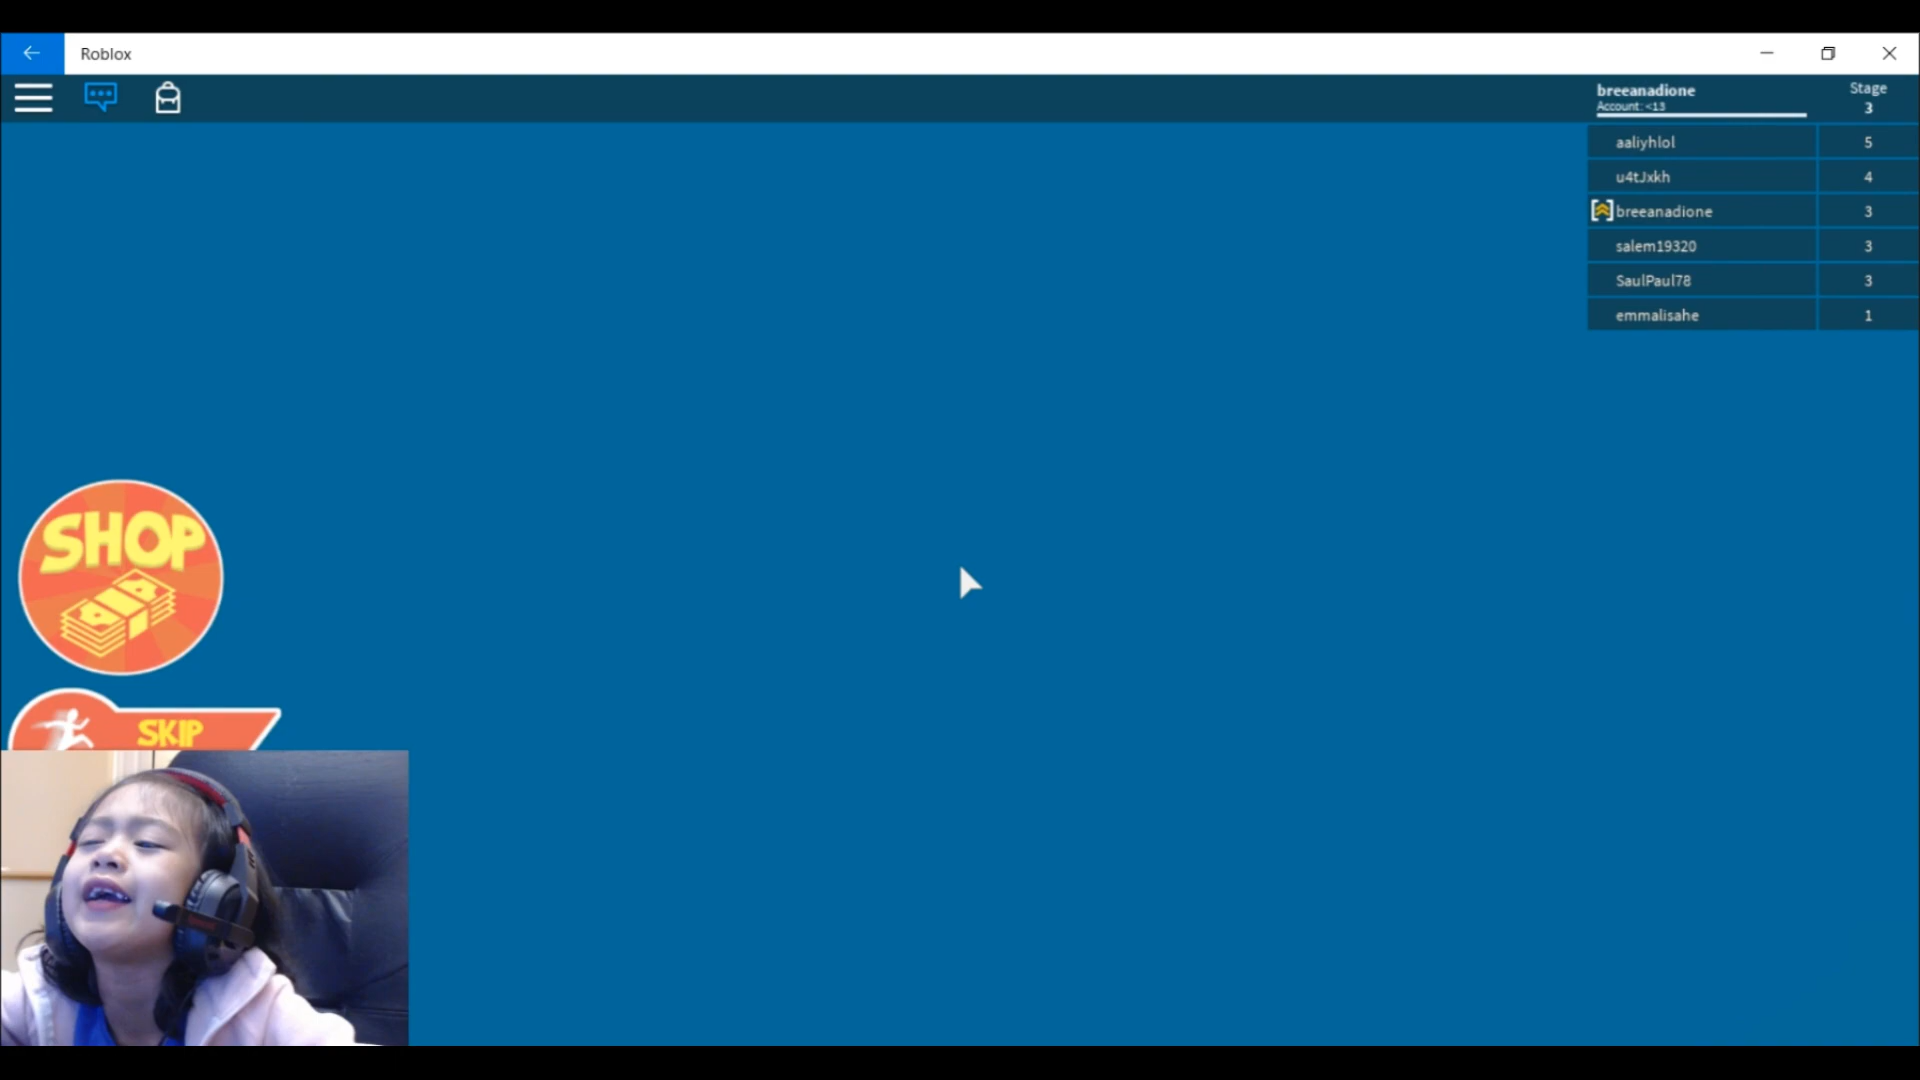 Roblox
breeanadione
Account: <13
Stage
3
aaliyhlol 5
u4tJxkh 4
breeanadione 3
salem19320 3
SaulPaul78 3
emmalisahe 1
SHOP
SKIP